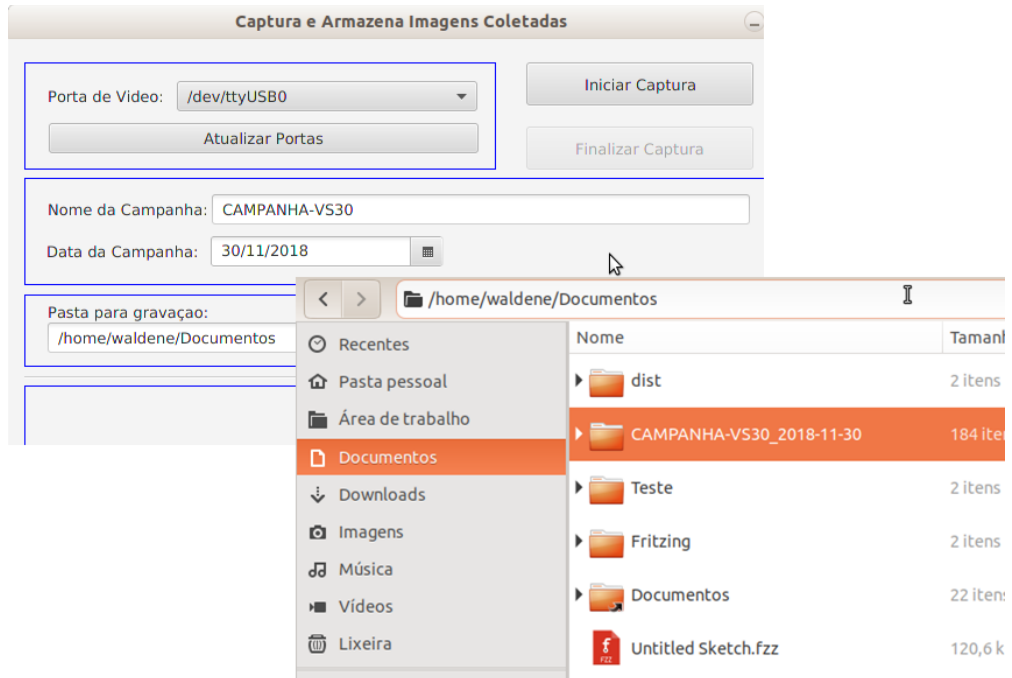 Captura e Armazena Imagens Coletadas
Porta de Video: /dev/ttyUSB0
Atualizar Portas
Iniciar Captura
Finalizar Captura
Nome da Campanha: CAMPANHA-VS30
Data da Campanha: 30/11/2018
Pasta para gravaçao:
/home/waldene/Documentos
/home/waldene/Documentos
Recentes
Pasta pessoal
Área de trabalho
Documentos
Downloads
Imagens
Música
Vídeos
Lixeira
Nome Tamanh
dist 2 itens
CAMPANHA-VS30_2018-11-30 184 iter
Teste 2 itens
Fritzing 2 itens
Documentos 22 itens
Untitled Sketch.fzz 120,6 k